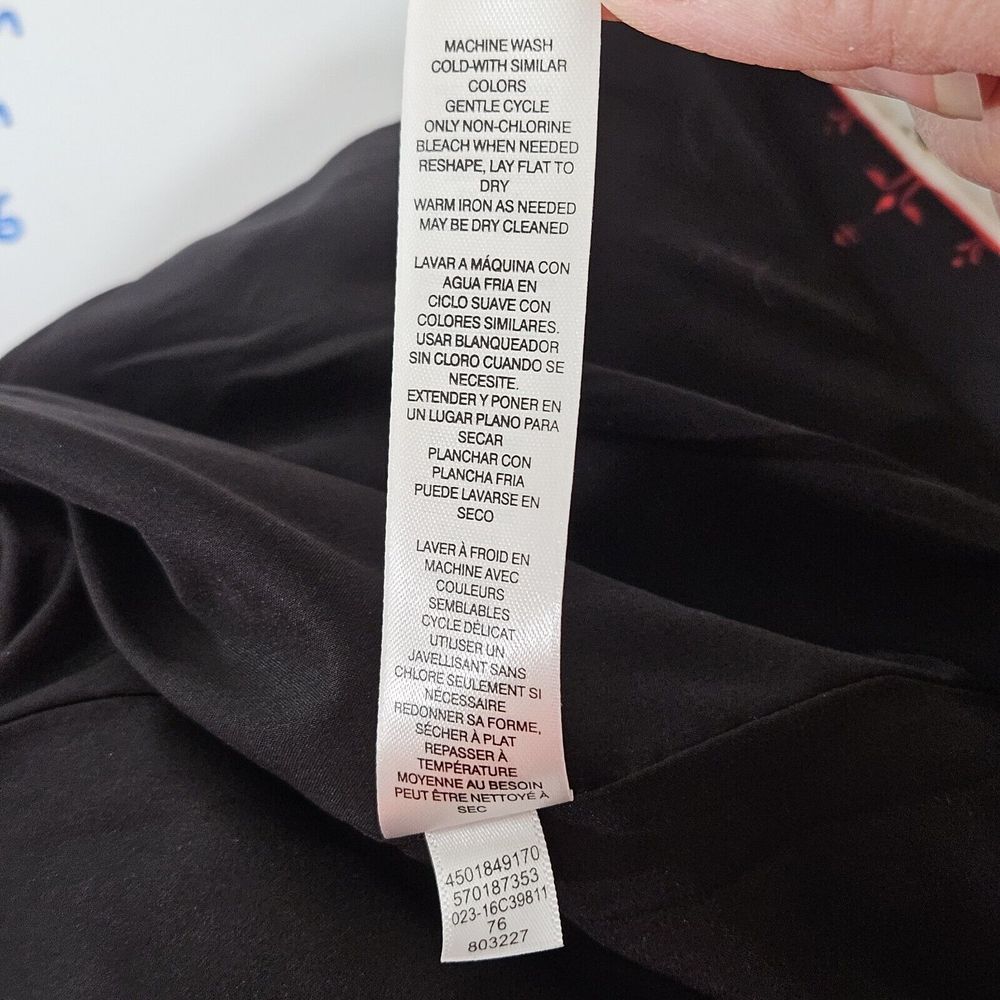 MACHINE WASH
COLD-WITH SIMILAR
COLORS
GENTLE CYCLE
ONLY NON-CHLORINE
BLEACH WHEN NEEDED
RESHAPE, LAY FLAT TO
DRY
WARM IRON AS NEEDED
MAY BE DRY CLEANED
LAVAR A MÁQUINA CON
AGUA FRIA EN
CICLO SUAVE CON
COLORES SIMILARES.
USAR BLANQUEADOR
SIN CLORO CUANDO SE
NECESITE.
EXTENDER Y PONER EN
UN LUGAR PLANO PARA
SECAR
PLANCHAR CON
PLANCHA FRIA
PUEDE LAVARSE EN
SECO
LAVER À FROID EN
MACHINE AVEC
COULEURS
SEMBLABLES
CYCLE DÉLICAT
UTILISER UN
JAVELLISANT SANS
CHLORE SEULEMENT SI
NÉCESSAIRE
REDONNER SA FORME,
SÉCHER À PLAT
REPASSER À
TEMPÉRATURE
MOYENNE AU BESOIN
PEUT ÊTRE NETTOYÉ À
SEC
4501849170
570187353
023-16C39811
76
803227
6